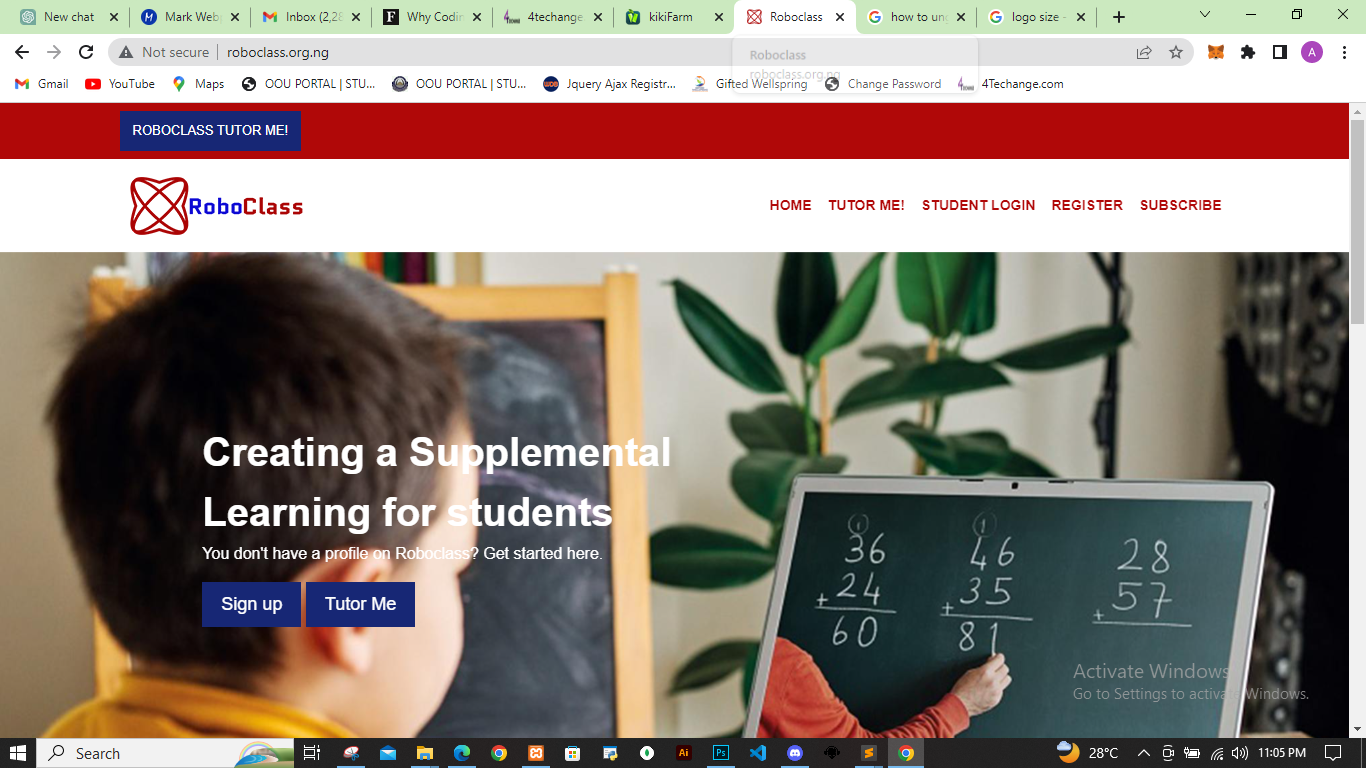 New chat
Mark Web
Inbox (2,28
Why Codin
4techange
kikiFarm
Roboclass
how to un
logo size -
Not secure
roboclass.org.ng
A
Roboclass
roboclass.org.ng
Gmail
YouTube
Maps
OOU PORTAL | STU...
OOU PORTAL | STU...
Jquery Ajax Registr...
Gifted Wellspring
Change Password
4Techange.com
ROBOCLASS TUTOR ME!
RoboClass
HOME
TUTOR ME!
STUDENT LOGIN
REGISTER
SUBSCRIBE
Creating a Supplemental
Learning for students
You don't have a profile on Roboclass? Get started here.
Sign up
Tutor Me
1 1
36 46 28
+ 24 + 35 + 57
60 81
Activate Windows
Go to Settings to activate Windows.
Search
Ai
Ps
28°C
11:05 PM